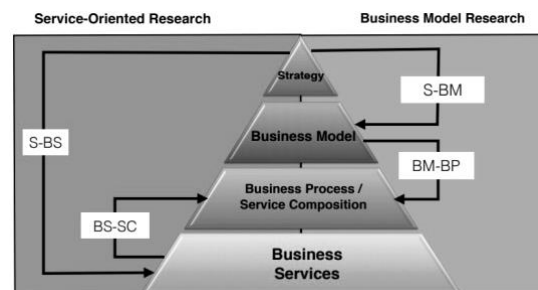 Service-Oriented Research
Business Model Research
Strategy
S-BM
Business Model
S-BS
BM-BP
Business Process /
Service Composition
BS-SC
Business
Services